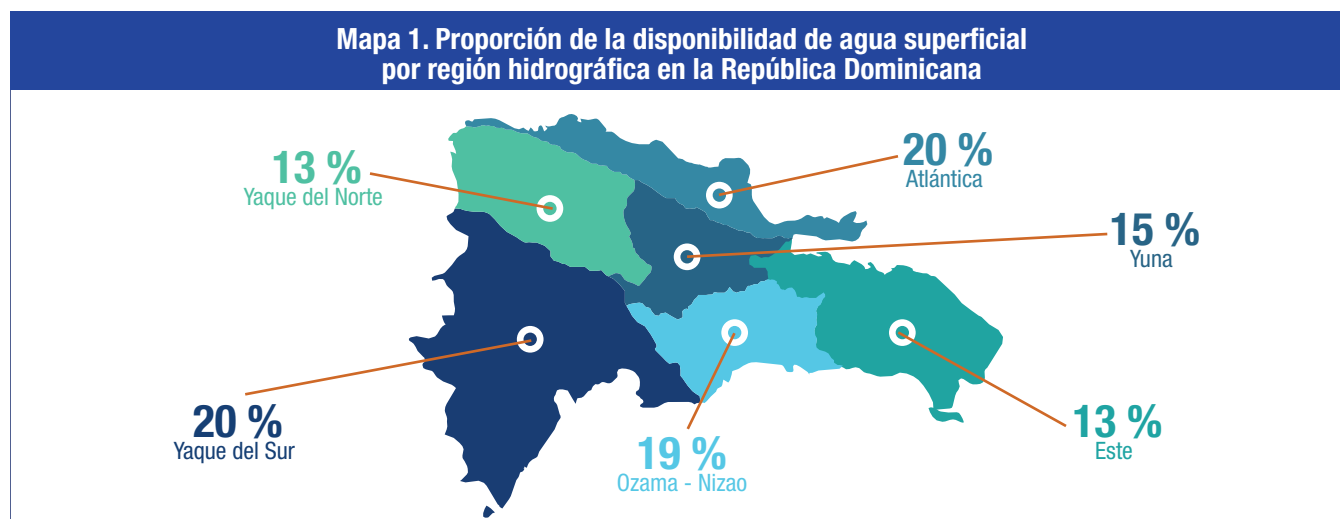 Mapa 1. Proporción de la disponibilidad de agua superficial
por región hidrográfica en la República Dominicana
13 %
Yaque del Norte
20 %
Atlántica
15 %
Yuna
20 %
Yaque del Sur
19 %
Ozama - Nizao
13 %
Este